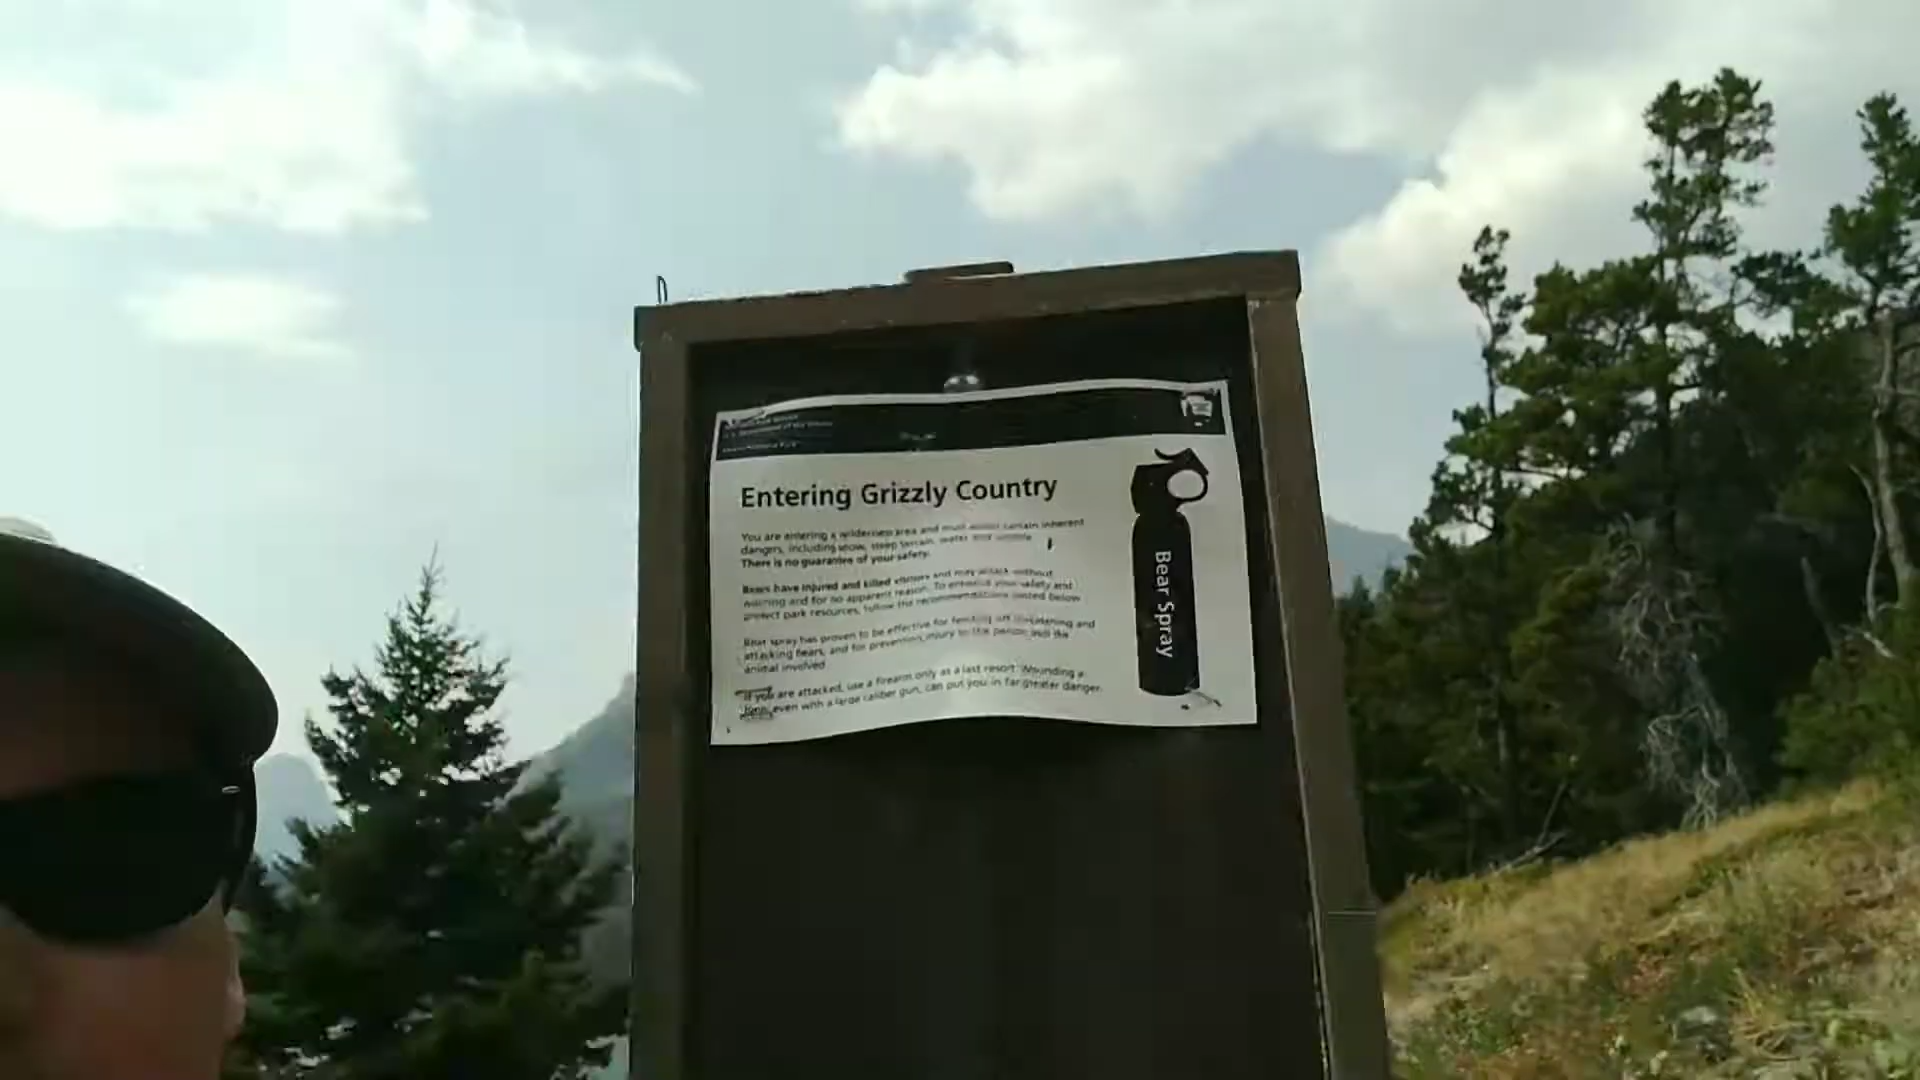 U.S. Department of the Interior
Entering Grizzly Country
You are entering a wilderness area and must accept certain inherent
dangers, including snow, steep terrain, water and wildlife.
There is no guarantee of your safety.
Bears have injured and killed visitors and may attack without
warning and for no apparent reason. To enhance your safety and
protect park resources, follow the recommendations listed below
Bear spray has proven to be effective for fending off threatening and
attacking bears, and for preventing injury to the person and the
animal involved
If you are attacked, use a firearm only as a last resort. Wounding a
even with a large caliber gun, can put you in far greater danger.
Bear Spray